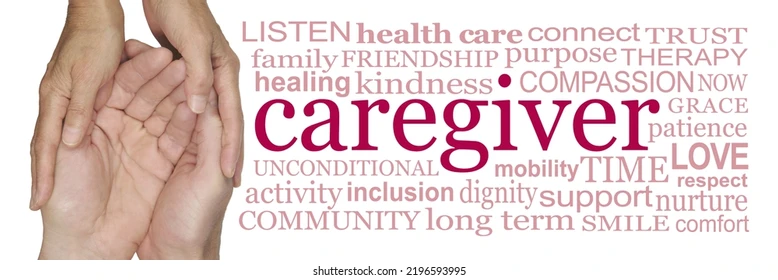 LISTEN health care connect TRUST
family FRIENDSHIP purpose THERAPY
healing kindness COMPASSION NOW
caregiver GRACE
patience
UNCONDITIONAL mobility TIME LOVE
activity inclusion dignity support respect
nurture
COMMUNITY long term SMILE comfort
shutterstock.com · 2196593995